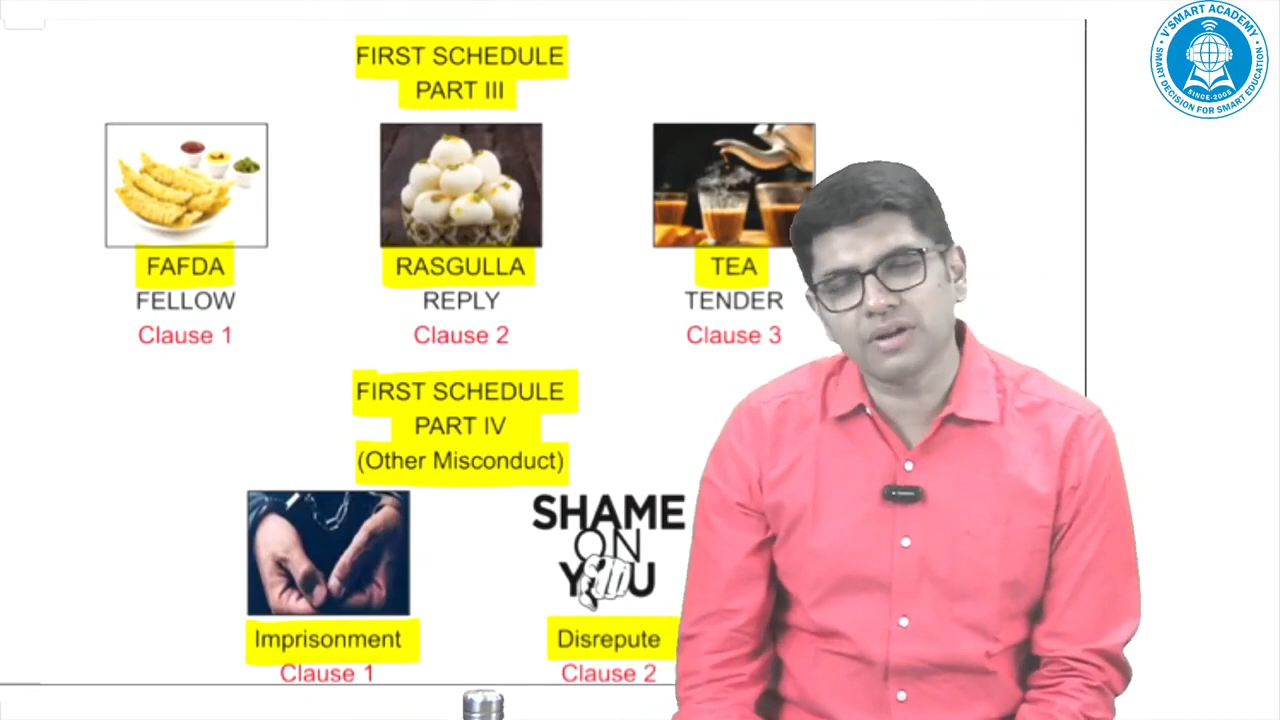 FIRST SCHEDULE
PART III
FAFDA
RASGULLA
TEA
FELLOW
REPLY
TENDER
Clause 1
Clause 2
Clause 3
FIRST SCHEDULE
PART IV
(Other Misconduct)
SHAME
ON
YOU
Imprisonment
Disrepute
Clause 1
Clause 2
V'SMART ACADEMY
SMART DECISION FOR SMART EDUCATION
SINCE-2005